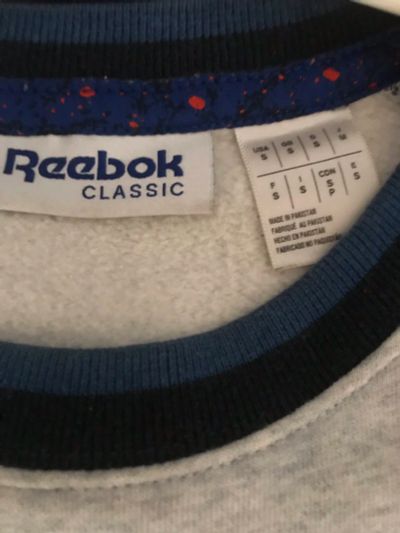 Reebok
CLASSIC
USA GB D J
S S S M
F I CDN E
S S S S
P
MADE IN PAKISTAN
FABRIQUÉ AU PAKISTAN
HECHO EN PAKISTAN
FABRICADO NO PAQUISTÃO